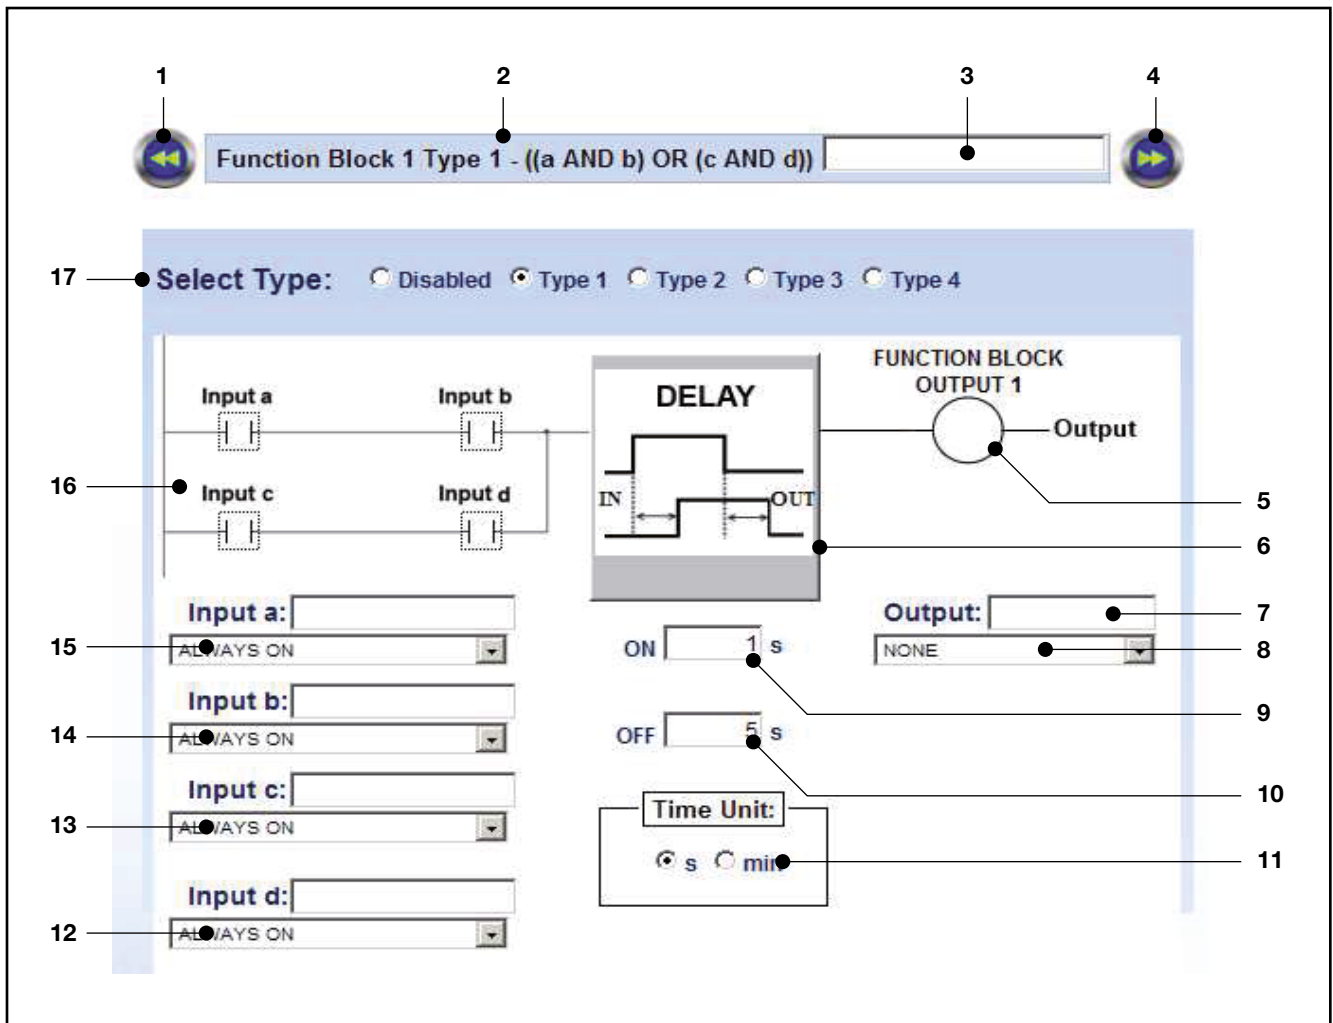 1 2 3 4
Function Block 1 Type 1 - ((a AND b) OR (c AND d))
17 Select Type: Disabled Type 1 Type 2 Type 3 Type 4
FUNCTION BLOCK
OUTPUT 1
Input a Input b DELAY
Output
16 Input c Input d IN OUT 5
6
Input a: Output: 7
15 ALWAYS ON ON 1 s NONE 8
Input b: 9
14 ALWAYS ON OFF 5 s
Input c: 10
13 ALWAYS ON Time Unit:
s min 11
Input d:
12 ALWAYS ON